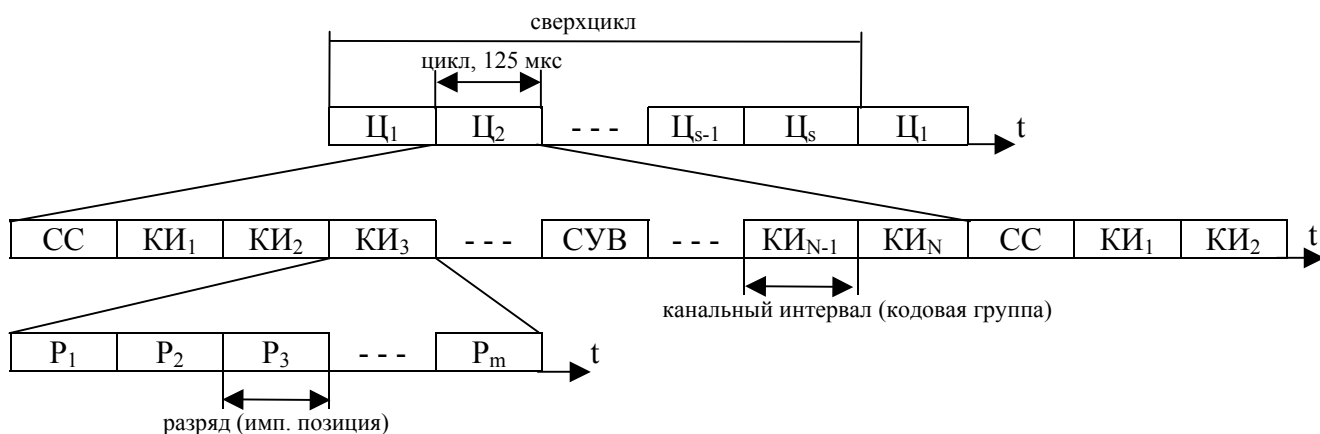 сверхцикл
цикл, 125 мкс
Ц1 Ц2 - - - Цs-1 Цs Ц1 t
СС КИ1 КИ2 КИ3 - - - СУВ - - - КИN-1 КИN СС КИ1 КИ2 t
канальный интервал (кодовая группа)
Р1 Р2 Р3 - - - Рm t
разряд (имп. позиция)